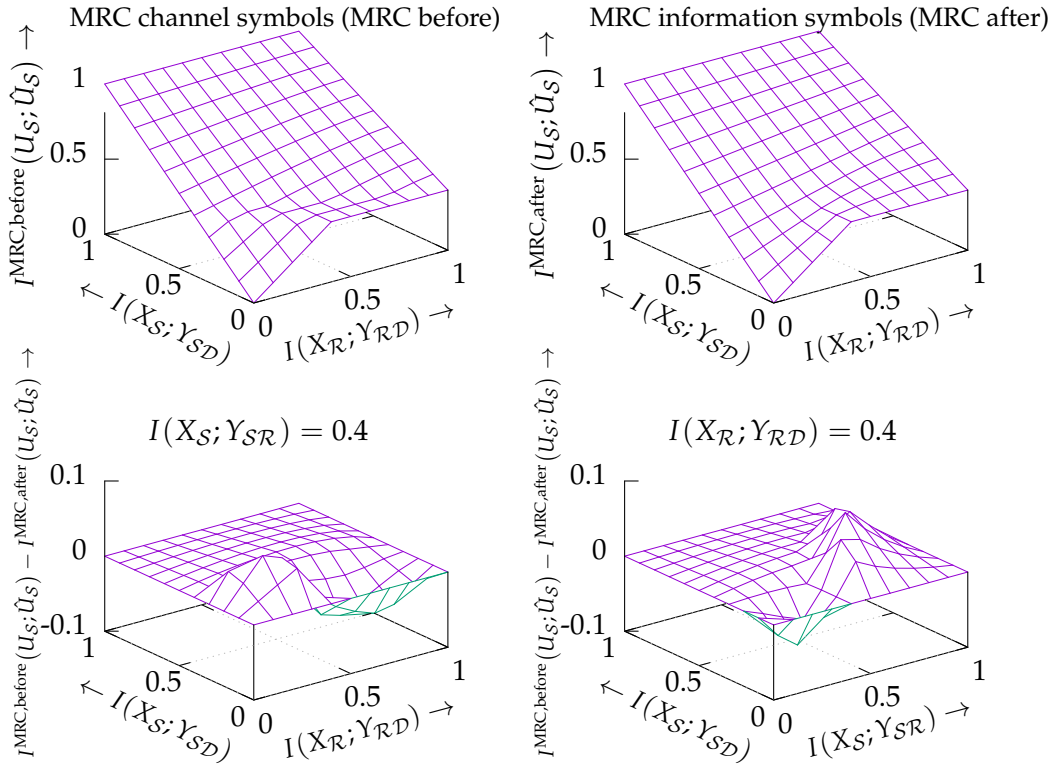 MRC channel symbols (MRC before)
I^MRC,before(U_S; Û_S) →
1
0.5
0
1
0.5
0
← I(X_S; Y_SD)
0
0.5
1
I(X_R; Y_RD) →
MRC information symbols (MRC after)
I^MRC,after(U_S; Û_S) →
1
0.5
0
1
0.5
0
← I(X_S; Y_SD)
0
0.5
1
I(X_R; Y_RD) →
I(X_S; Y_SR) = 0.4
I^MRC,before(U_S; Û_S) − I^MRC,after(U_S; Û_S) →
0.1
0
-0.1
1
0.5
0
← I(X_S; Y_SD)
0
0.5
1
I(X_R; Y_RD) →
I(X_R; Y_RD) = 0.4
I^MRC,before(U_S; Û_S) − I^MRC,after(U_S; Û_S) →
0.1
0
-0.1
1
0.5
0
← I(X_S; Y_SD)
0
0.5
1
I(X_S; Y_SR) →